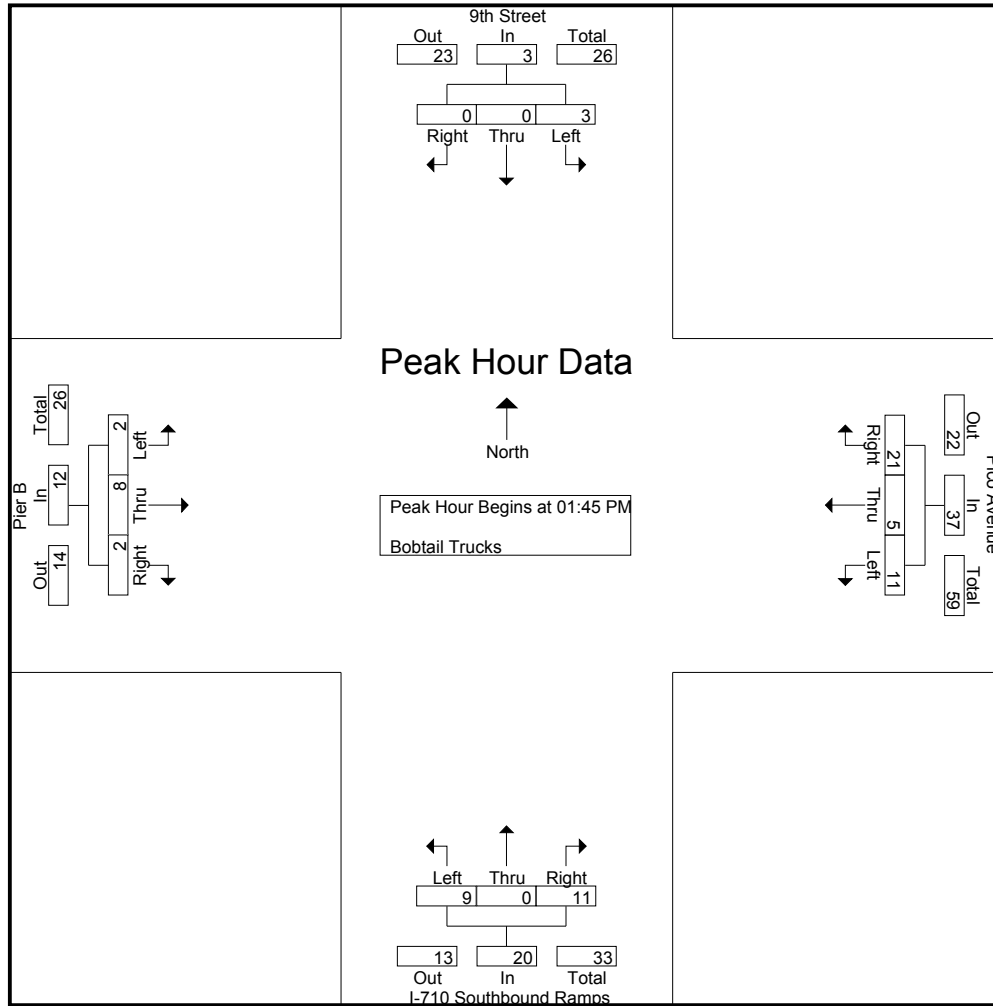 9th Street
Out In Total
23 3 26
0 0 3
Right Thru Left
Peak Hour Data
North
Peak Hour Begins at 01:45 PM
Bobtail Trucks
Pier B
Out In Total
14 12 26
Right Thru Left
2 8 2
Right Thru Left
21 5 11
Out In Total
22 37 59
Pico Avenue
Left Thru Right
9 0 11
13 20 33
Out In Total
I-710 Southbound Ramps